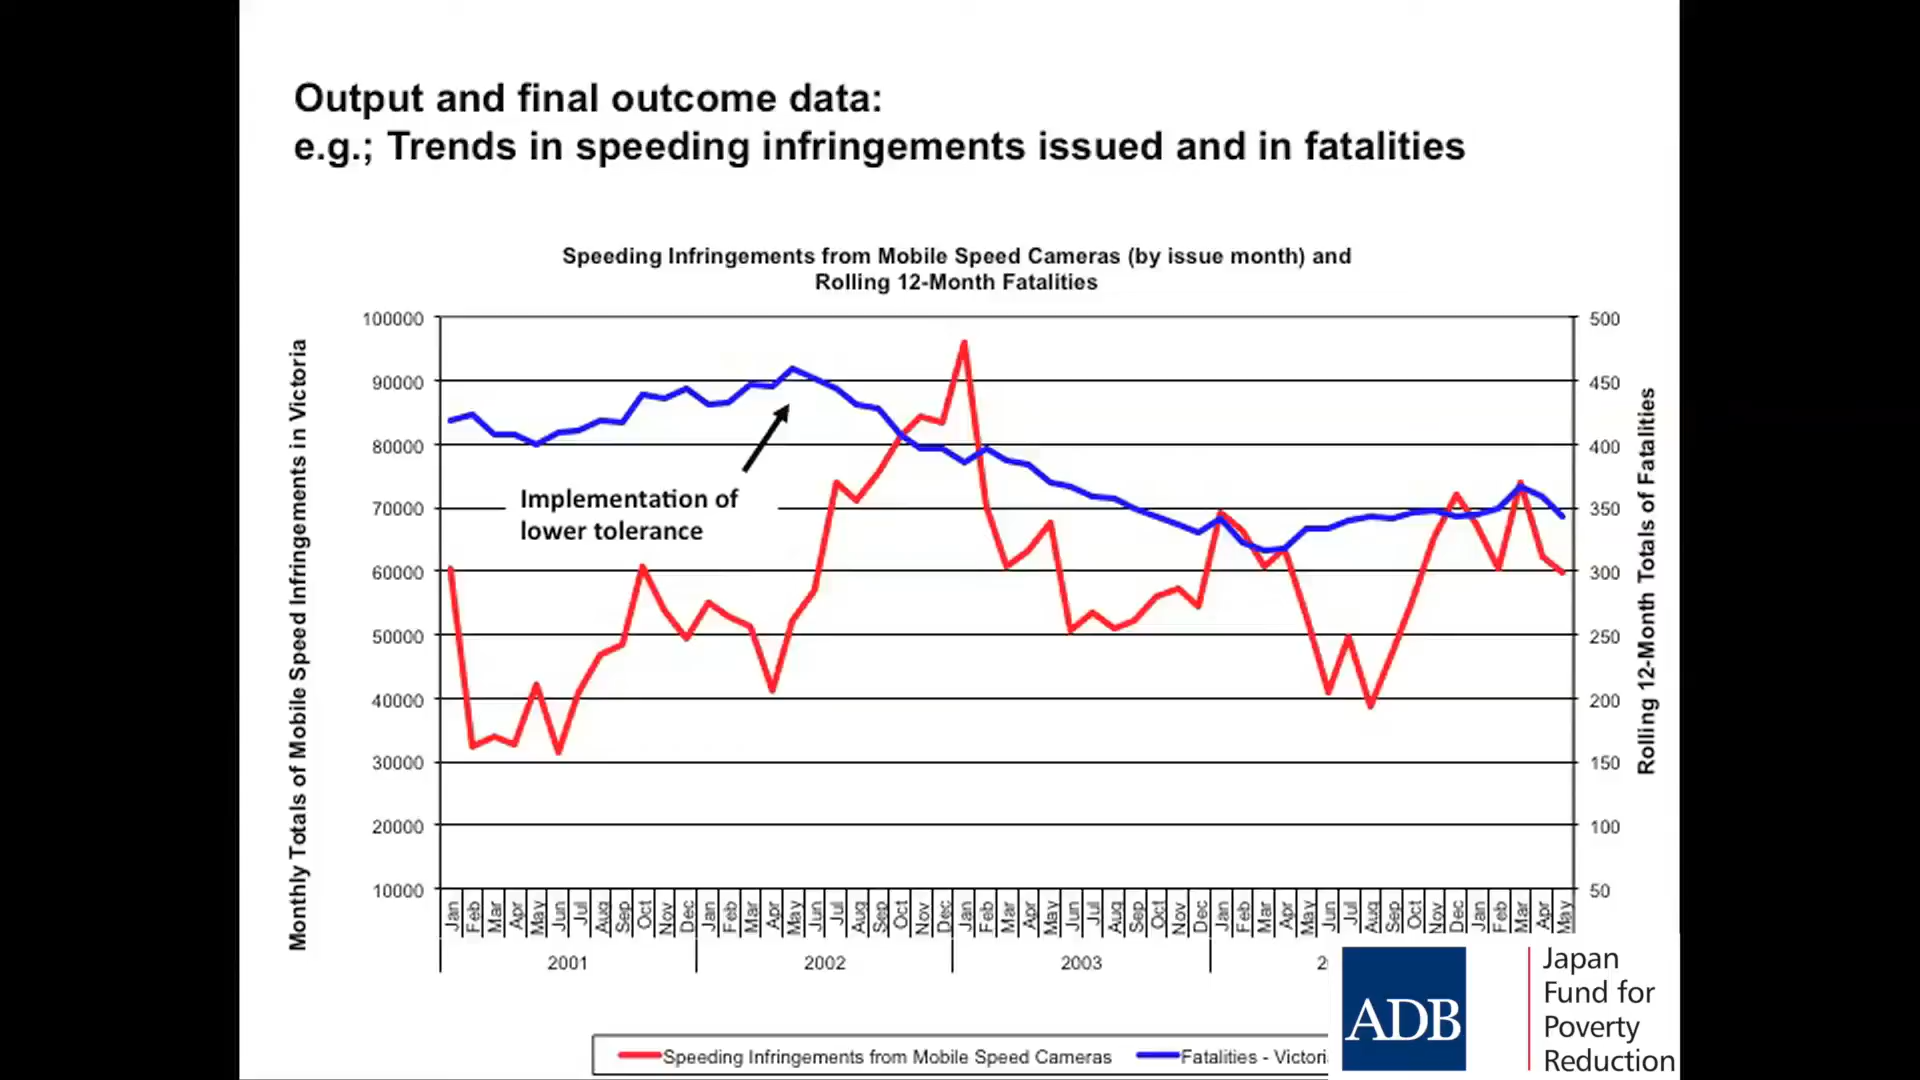 Output and final outcome data:
e.g.; Trends in speeding infringements issued and in fatalities
Speeding Infringements from Mobile Speed Cameras (by issue month) and
Rolling 12-Month Fatalities
Monthly Totals of Mobile Speed Infringements in Victoria
100000
90000
80000
70000
60000
50000
40000
30000
20000
10000
Implementation of
lower tolerance
500
450
400
350
300
250
200
150
100
50
Rolling 12-Month Totals of Fatalities
Jan Feb Mar Apr May Jun Jul Aug Sep Oct Nov Dec Jan Feb Mar Apr May Jun Jul Aug Sep Oct Nov Dec Jan Feb Mar Apr May Jun Jul Aug Sep Oct Nov Dec Jan Feb Mar Apr May Jun Jul Aug Sep Oct Nov Dec Jan Feb Mar Apr May
2001 2002 2003
Speeding Infringements from Mobile Speed Cameras Fatalities - Victori
ADB
Japan
Fund for
Poverty
Reduction